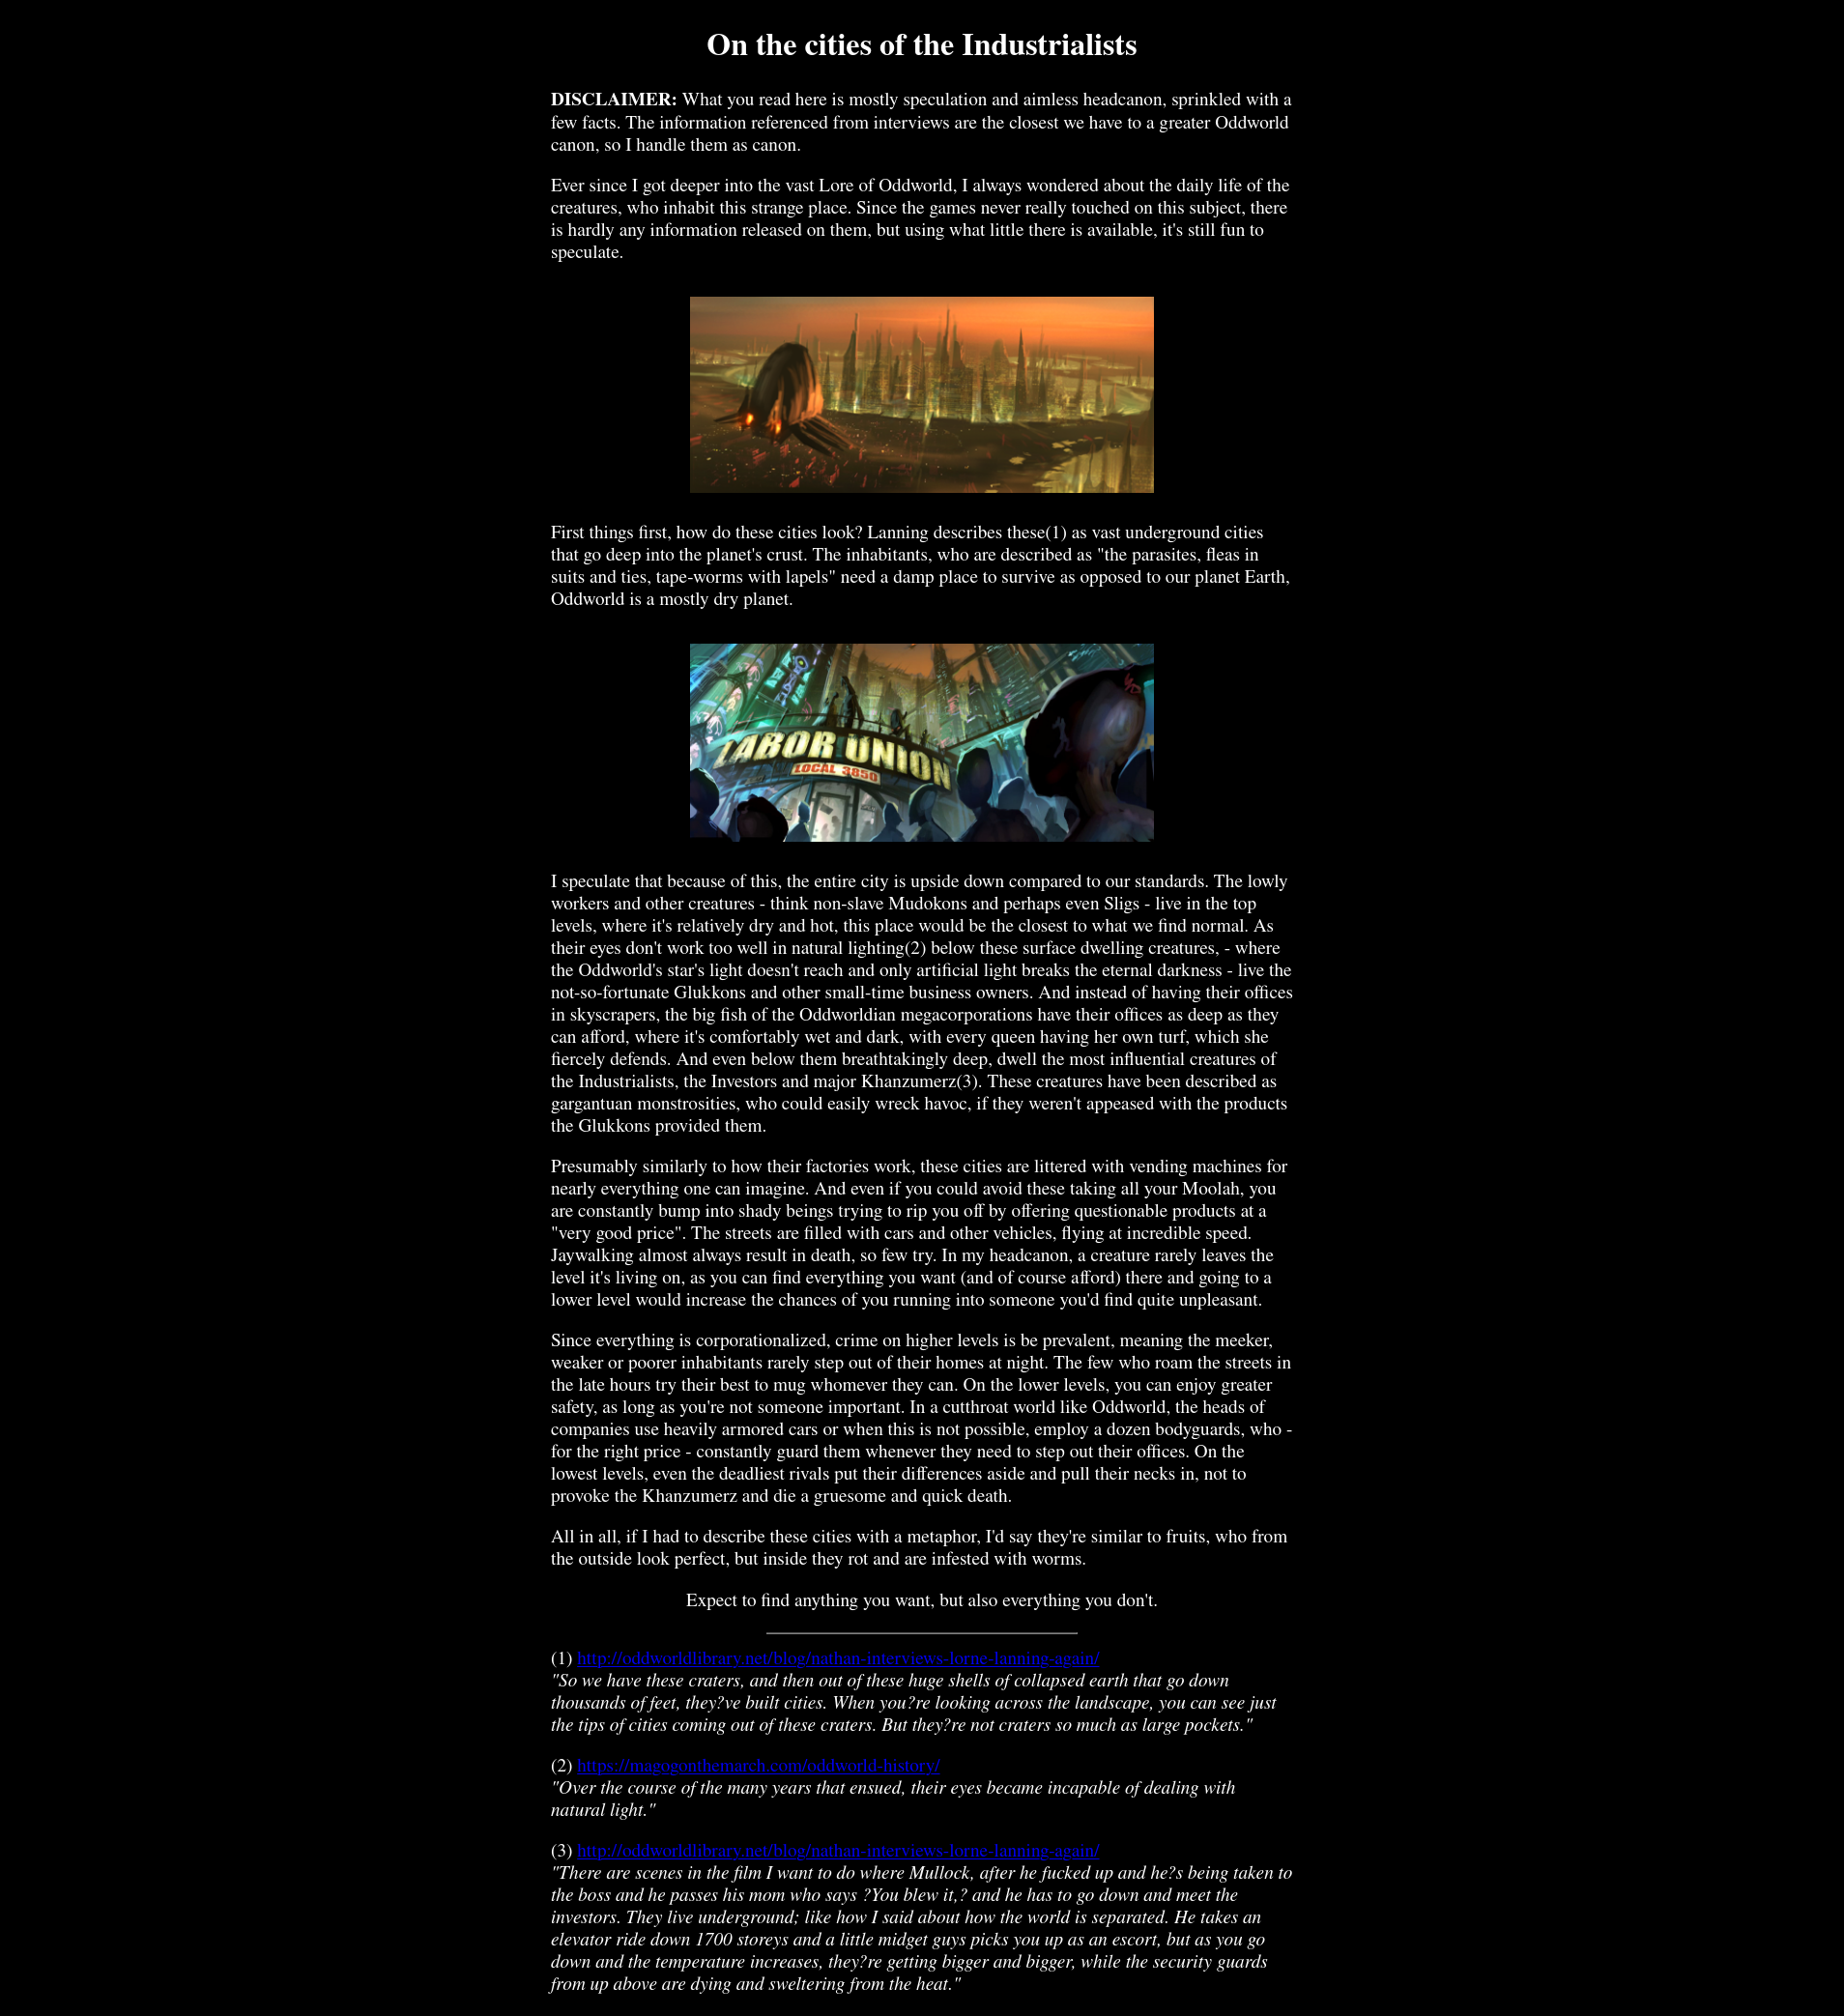 On the cities of the Industrialists
DISCLAIMER: What you read here is mostly speculation and aimless headcanon, sprinkled with a
few facts. The information referenced from interviews are the closest we have to a greater Oddworld
canon, so I handle them as canon.
Ever since I got deeper into the vast Lore of Oddworld, I always wondered about the daily life of the
creatures, who inhabit this strange place. Since the games never really touched on this subject, there
is hardly any information released on them, but using what little there is available, it's still fun to
speculate.
First things first, how do these cities look? Lanning describes these(1) as vast underground cities
that go deep into the planet's crust. The inhabitants, who are described as "the parasites, fleas in
suits and ties, tape-worms with lapels" need a damp place to survive as opposed to our planet Earth,
Oddworld is a mostly dry planet.
LABOR UNION
LOCAL 3850
I speculate that because of this, the entire city is upside down compared to our standards. The lowly
workers and other creatures - think non-slave Mudokons and perhaps even Sligs - live in the top
levels, where it's relatively dry and hot, this place would be the closest to what we find normal. As
their eyes don't work too well in natural lighting(2) below these surface dwelling creatures, - where
the Oddworld's star's light doesn't reach and only artificial light breaks the eternal darkness - live the
not-so-fortunate Glukkons and other small-time business owners. And instead of having their offices
in skyscrapers, the big fish of the Oddworldian megacorporations have their offices as deep as they
can afford, where it's comfortably wet and dark, with every queen having her own turf, which she
fiercely defends. And even below them breathtakingly deep, dwell the most influential creatures of
the Industrialists, the Investors and major Khanzumerz(3). These creatures have been described as
gargantuan monstrosities, who could easily wreck havoc, if they weren't appeased with the products
the Glukkons provided them.
Presumably similarly to how their factories work, these cities are littered with vending machines for
nearly everything one can imagine. And even if you could avoid these taking all your Moolah, you
are constantly bump into shady beings trying to rip you off by offering questionable products at a
"very good price". The streets are filled with cars and other vehicles, flying at incredible speed.
Jaywalking almost always result in death, so few try. In my headcanon, a creature rarely leaves the
level it's living on, as you can find everything you want (and of course afford) there and going to a
lower level would increase the chances of you running into someone you'd find quite unpleasant.
Since everything is corporationalized, crime on higher levels is be prevalent, meaning the meeker,
weaker or poorer inhabitants rarely step out of their homes at night. The few who roam the streets in
the late hours try their best to mug whomever they can. On the lower levels, you can enjoy greater
safety, as long as you're not someone important. In a cutthroat world like Oddworld, the heads of
companies use heavily armored cars or when this is not possible, employ a dozen bodyguards, who -
for the right price - constantly guard them whenever they need to step out their offices. On the
lowest levels, even the deadliest rivals put their differences aside and pull their necks in, not to
provoke the Khanzumerz and die a gruesome and quick death.
All in all, if I had to describe these cities with a metaphor, I'd say they're similar to fruits, who from
the outside look perfect, but inside they rot and are infested with worms.
Expect to find anything you want, but also everything you don't.
(1) http://oddworldlibrary.net/blog/nathan-interviews-lorne-lanning-again/
"So we have these craters, and then out of these huge shells of collapsed earth that go down
thousands of feet, they?ve built cities. When you?re looking across the landscape, you can see just
the tips of cities coming out of these craters. But they?re not craters so much as large pockets."
(2) https://magogonthemarch.com/oddworld-history/
"Over the course of the many years that ensued, their eyes became incapable of dealing with
natural light."
(3) http://oddworldlibrary.net/blog/nathan-interviews-lorne-lanning-again/
"There are scenes in the film I want to do where Mullock, after he fucked up and he?s being taken to
the boss and he passes his mom who says ?You blew it,? and he has to go down and meet the
investors. They live underground; like how I said about how the world is separated. He takes an
elevator ride down 1700 storeys and a little midget guys picks you up as an escort, but as you go
down and the temperature increases, they?re getting bigger and bigger, while the security guards
from up above are dying and sweltering from the heat."